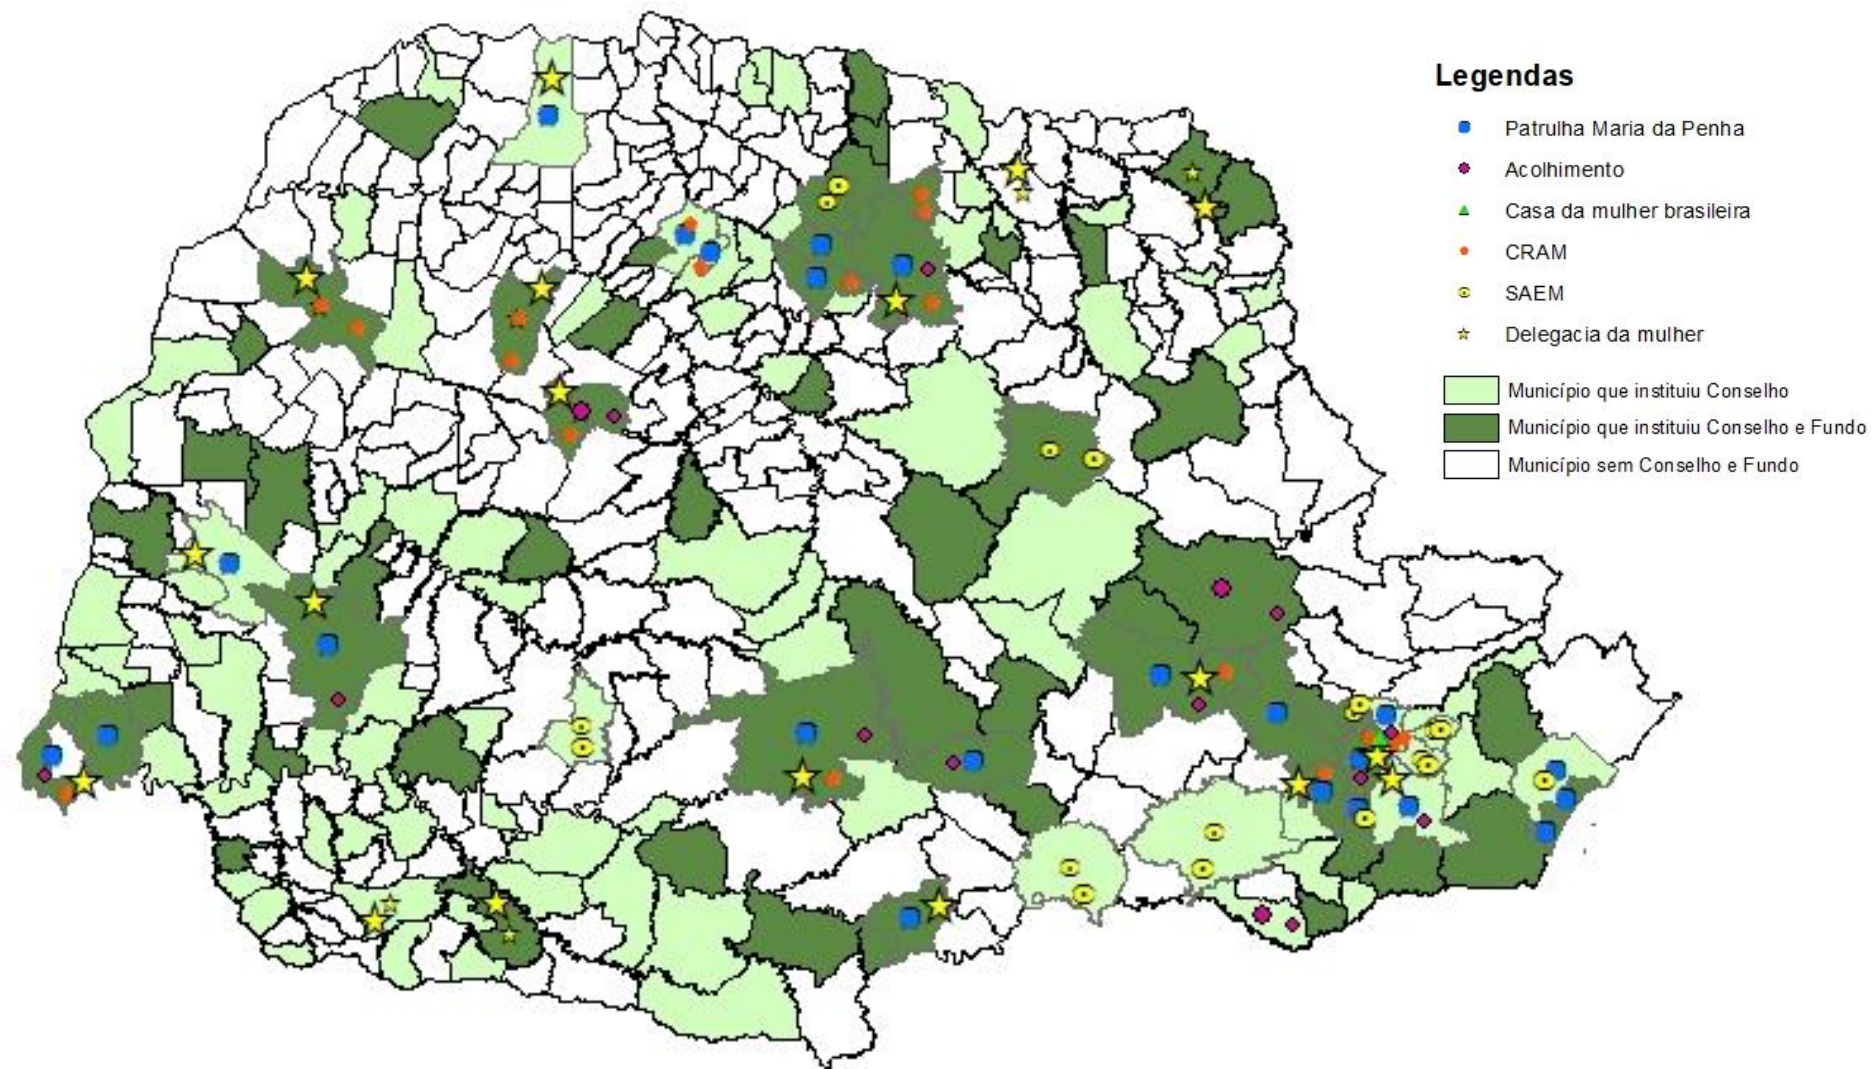 Legendas
Patrulha Maria da Penha
Acolhimento
Casa da mulher brasileira
CRAM
SAEM
Delegacia da mulher
Município que instituiu Conselho
Município que instituiu Conselho e Fundo
Município sem Conselho e Fundo